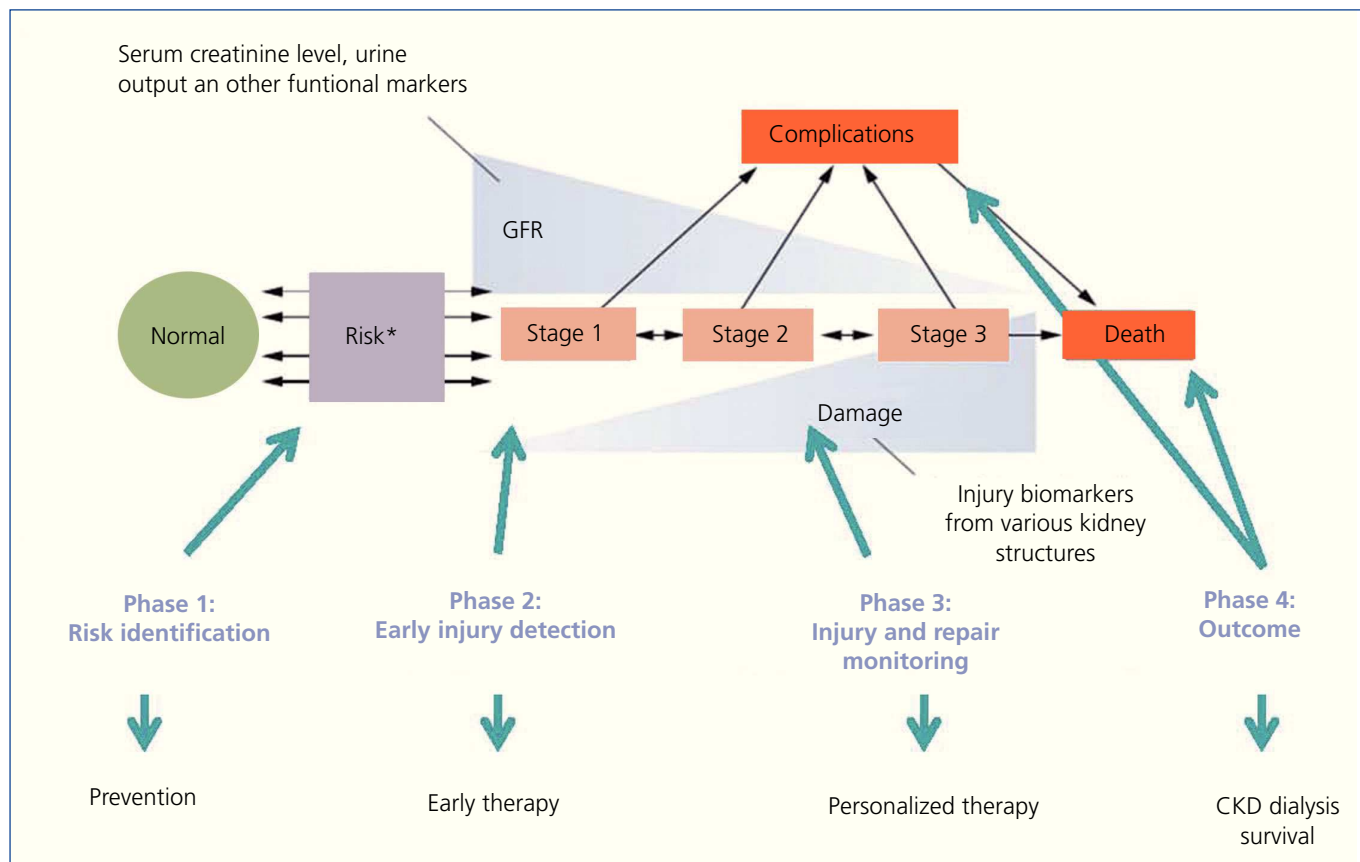 Serum creatinine level, urine
output an other funtional markers
Complications
GFR
Normal
Risk*
Stage 1
Stage 2
Stage 3
Death
Damage
Injury biomarkers
from various kidney
structures
Phase 1:
Risk identification
Phase 2:
Early injury detection
Phase 3:
Injury and repair
monitoring
Phase 4:
Outcome
Prevention
Early therapy
Personalized therapy
CKD dialysis
survival